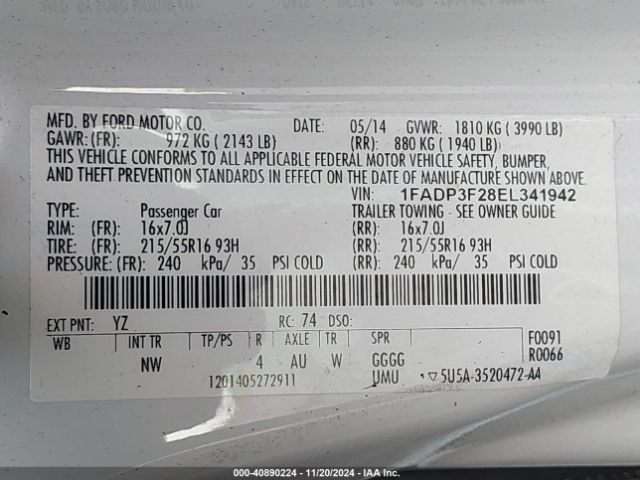 MFD. BY FORD MOTOR CO. DATE: 05/14 GVWR: 1810 KG ( 3990 LB)
GAWR: (FR): 972 KG ( 2143 LB) (RR): 880 KG ( 1940 LB)
THIS VEHICLE CONFORMS TO ALL APPLICABLE FEDERAL MOTOR VEHICLE SAFETY, BUMPER,
AND THEFT PREVENTION STANDARDS IN EFFECT ON THE DATE OF MANUFACTURE SHOWN ABOVE.
VIN: 1FADP3F28EL341942
TYPE: Passenger Car TRAILER TOWING - SEE OWNER GUIDE
RIM: (FR): 16x7.0J (RR): 16x7.0J
TIRE: (FR): 215/55R16 93H (RR): 215/55R16 93H
PRESSURE: (FR): 240 kPa/ 35 PSI COLD (RR): 240 kPa/ 35 PSI COLD
EXT PNT: YZ RC: 74 DSO:
WB INT TR TP/PS R AXLE TR SPR F0091
NW 4 AU W GGGG R0066
1201405272911 UMU 5U5A-3520472-AA
000-40890224 - 11/20/2024 - IAA Inc.